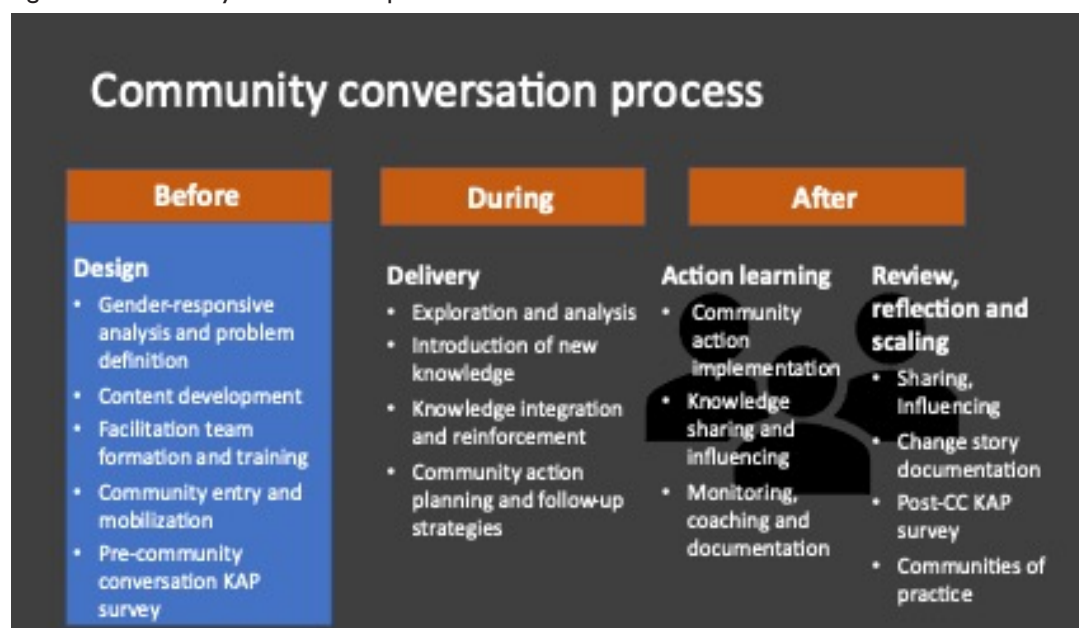 Community conversation process
Before
Design
• Gender-responsive
analysis and problem
definition
• Content development
• Facilitation team
formation and training
• Community entry and
mobilization
• Pre-community
conversation KAP
survey
During
Delivery
• Exploration and analysis
• Introduction of new
knowledge
• Knowledge integration
and reinforcement
• Community action
planning and follow-up
strategies
After
Action learning
• Community
action
implementation
• Knowledge
sharing and
influencing
• Monitoring,
coaching and
documentation
Review,
reflection and
scaling
• Sharing,
Influencing
• Change story
documentation
• Post-CC KAP
survey
• Communities of
practice